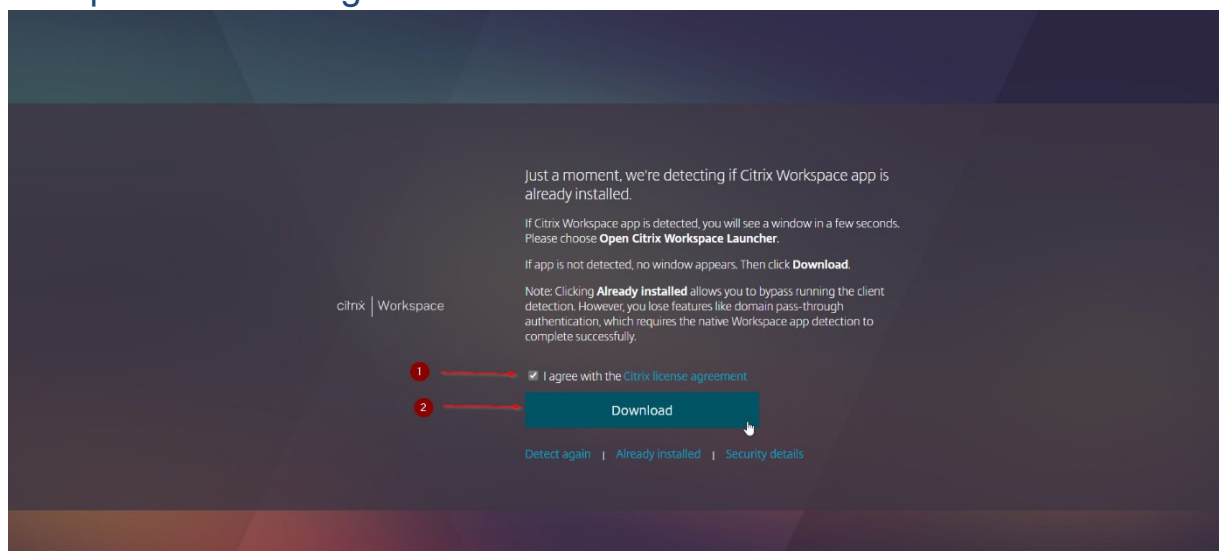 Just a moment, we're detecting if Citrix Workspace app is
already installed.
If Citrix Workspace app is detected, you will see a window in a few seconds.
Please choose Open Citrix Workspace Launcher.
If app is not detected, no window appears. Then click Download.
Note: Clicking Already installed allows you to bypass running the client
detection. However, you lose features like domain pass-through
authentication, which requires the native Workspace app detection to
complete successfully.
citrix | Workspace
1
I agree with the Citrix license agreement
2
Download
Detect again | Already installed | Security details